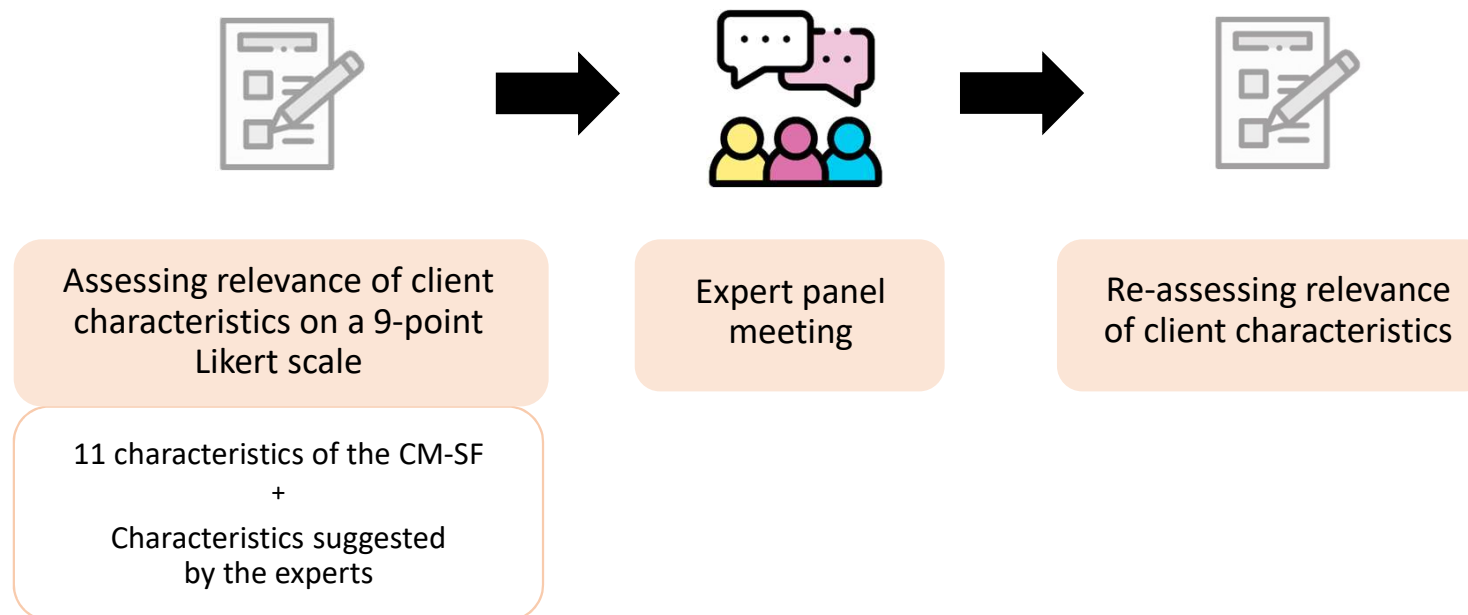 Assessing relevance of client
characteristics on a 9-point
Likert scale
11 characteristics of the CM-SF
+
Characteristics suggested
by the experts
Expert panel
meeting
Re-assessing relevance
of client characteristics